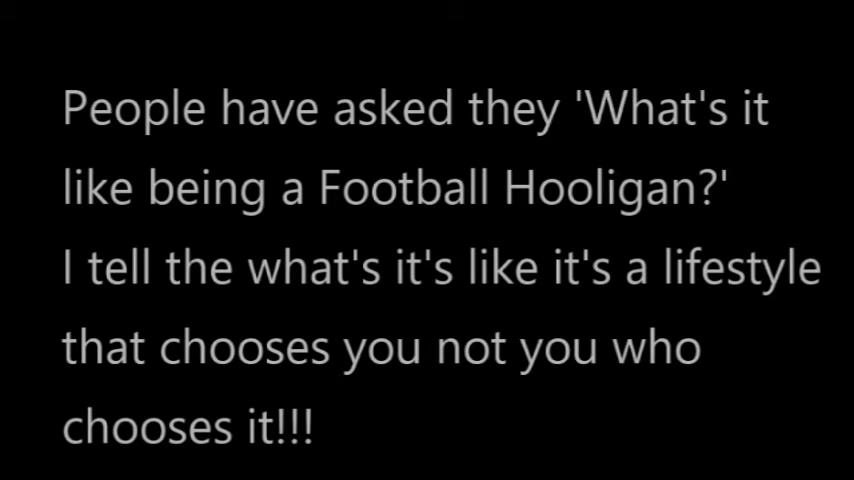 People have asked they 'What's it
like being a Football Hooligan?'
I tell the what's it's like it's a lifestyle
that chooses you not you who
chooses it!!!